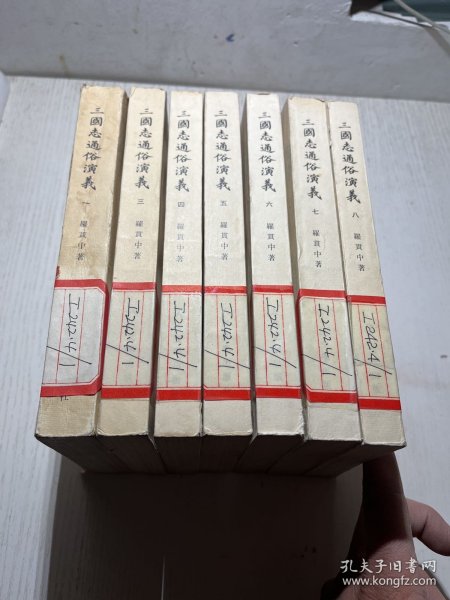 三國志通俗演義 一 羅貫中著
I242.4/1
三國志通俗演義 三 羅貫中著
I242.4/1
三國志通俗演義 四 羅貫中著
I242.4/1
三國志通俗演義 五 羅貫中著
I242.4/1
三國志通俗演義 六 羅貫中著
I242.4/1
三國志通俗演義 七 羅貫中著
I242.4/1
三國志通俗演義 八 羅貫中著
I242.4/1
孔夫子旧书网
www.kongfz.com